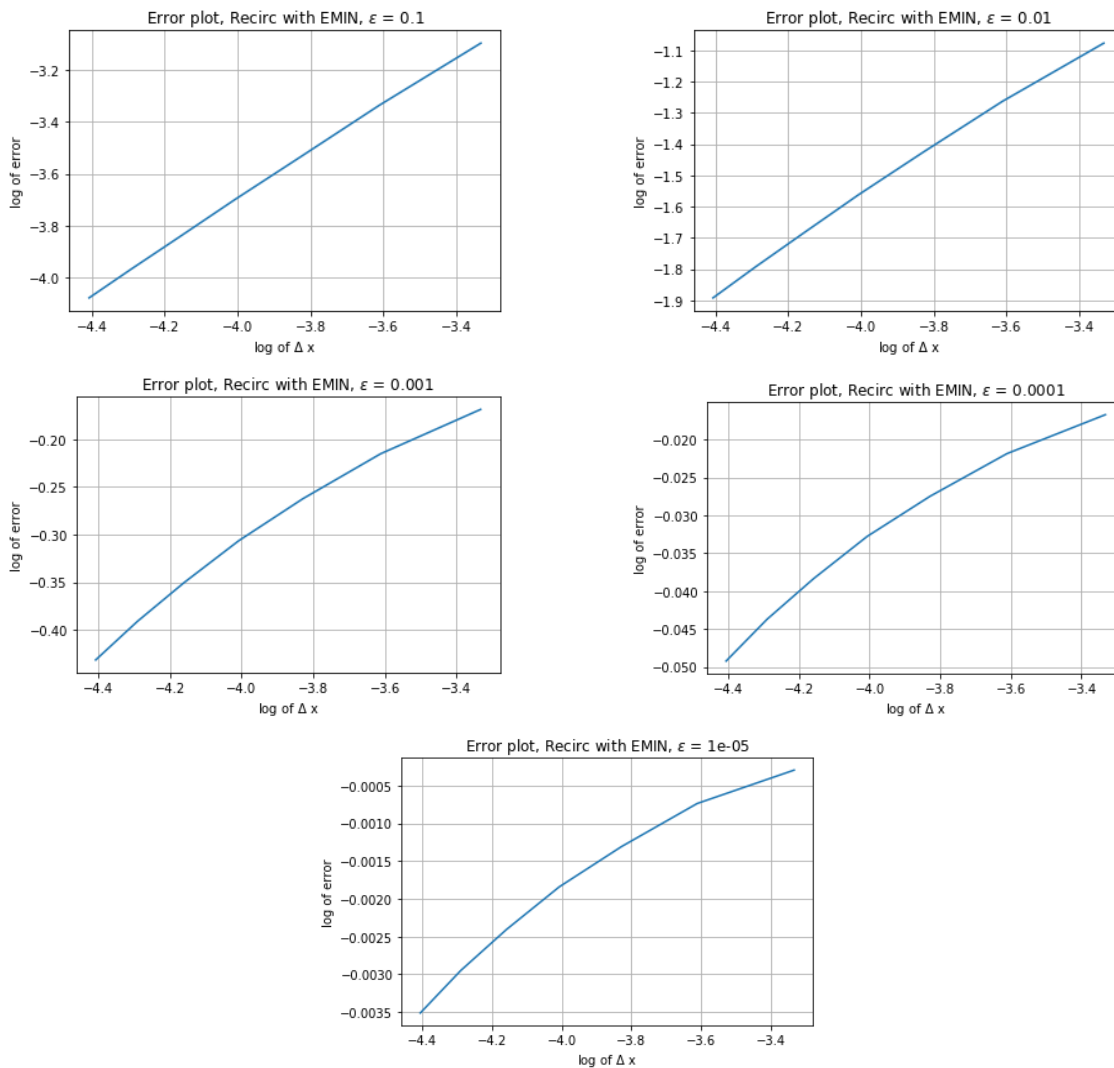 Error plot, Recirc with EMIN, ε = 0.1
log of error
−3.2
−3.4
−3.6
−3.8
−4.0
−4.4 −4.2 −4.0 −3.8 −3.6 −3.4
log of Δ x
Error plot, Recirc with EMIN, ε = 0.01
log of error
−1.1
−1.2
−1.3
−1.4
−1.5
−1.6
−1.7
−1.8
−1.9
−4.4 −4.2 −4.0 −3.8 −3.6 −3.4
log of Δ x
Error plot, Recirc with EMIN, ε = 0.001
log of error
−0.20
−0.25
−0.30
−0.35
−0.40
−4.4 −4.2 −4.0 −3.8 −3.6 −3.4
log of Δ x
Error plot, Recirc with EMIN, ε = 0.0001
log of error
−0.020
−0.025
−0.030
−0.035
−0.040
−0.045
−0.050
−4.4 −4.2 −4.0 −3.8 −3.6 −3.4
log of Δ x
Error plot, Recirc with EMIN, ε = 1e-05
log of error
−0.0005
−0.0010
−0.0015
−0.0020
−0.0025
−0.0030
−0.0035
−4.4 −4.2 −4.0 −3.8 −3.6 −3.4
log of Δ x